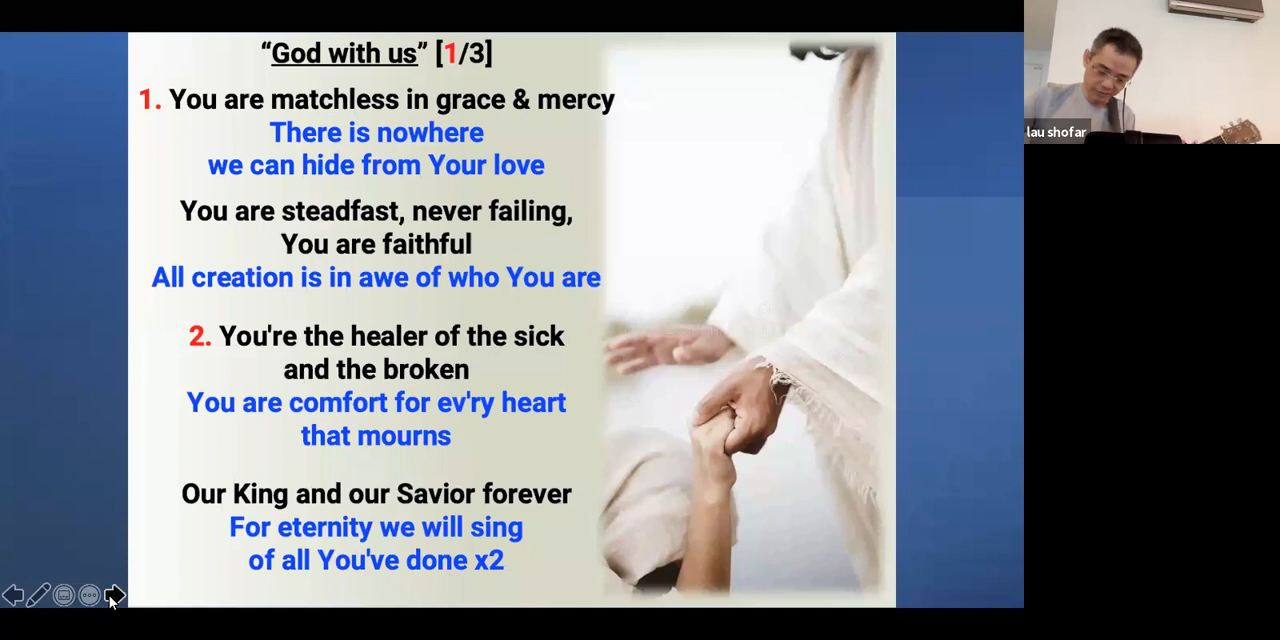 “God with us” [1/3]
1. You are matchless in grace & mercy
There is nowhere
we can hide from Your love
You are steadfast, never failing,
You are faithful
All creation is in awe of who You are
2. You're the healer of the sick
and the broken
You are comfort for ev'ry heart
that mourns
Our King and our Savior forever
For eternity we will sing
of all You've done x2
lau shofar